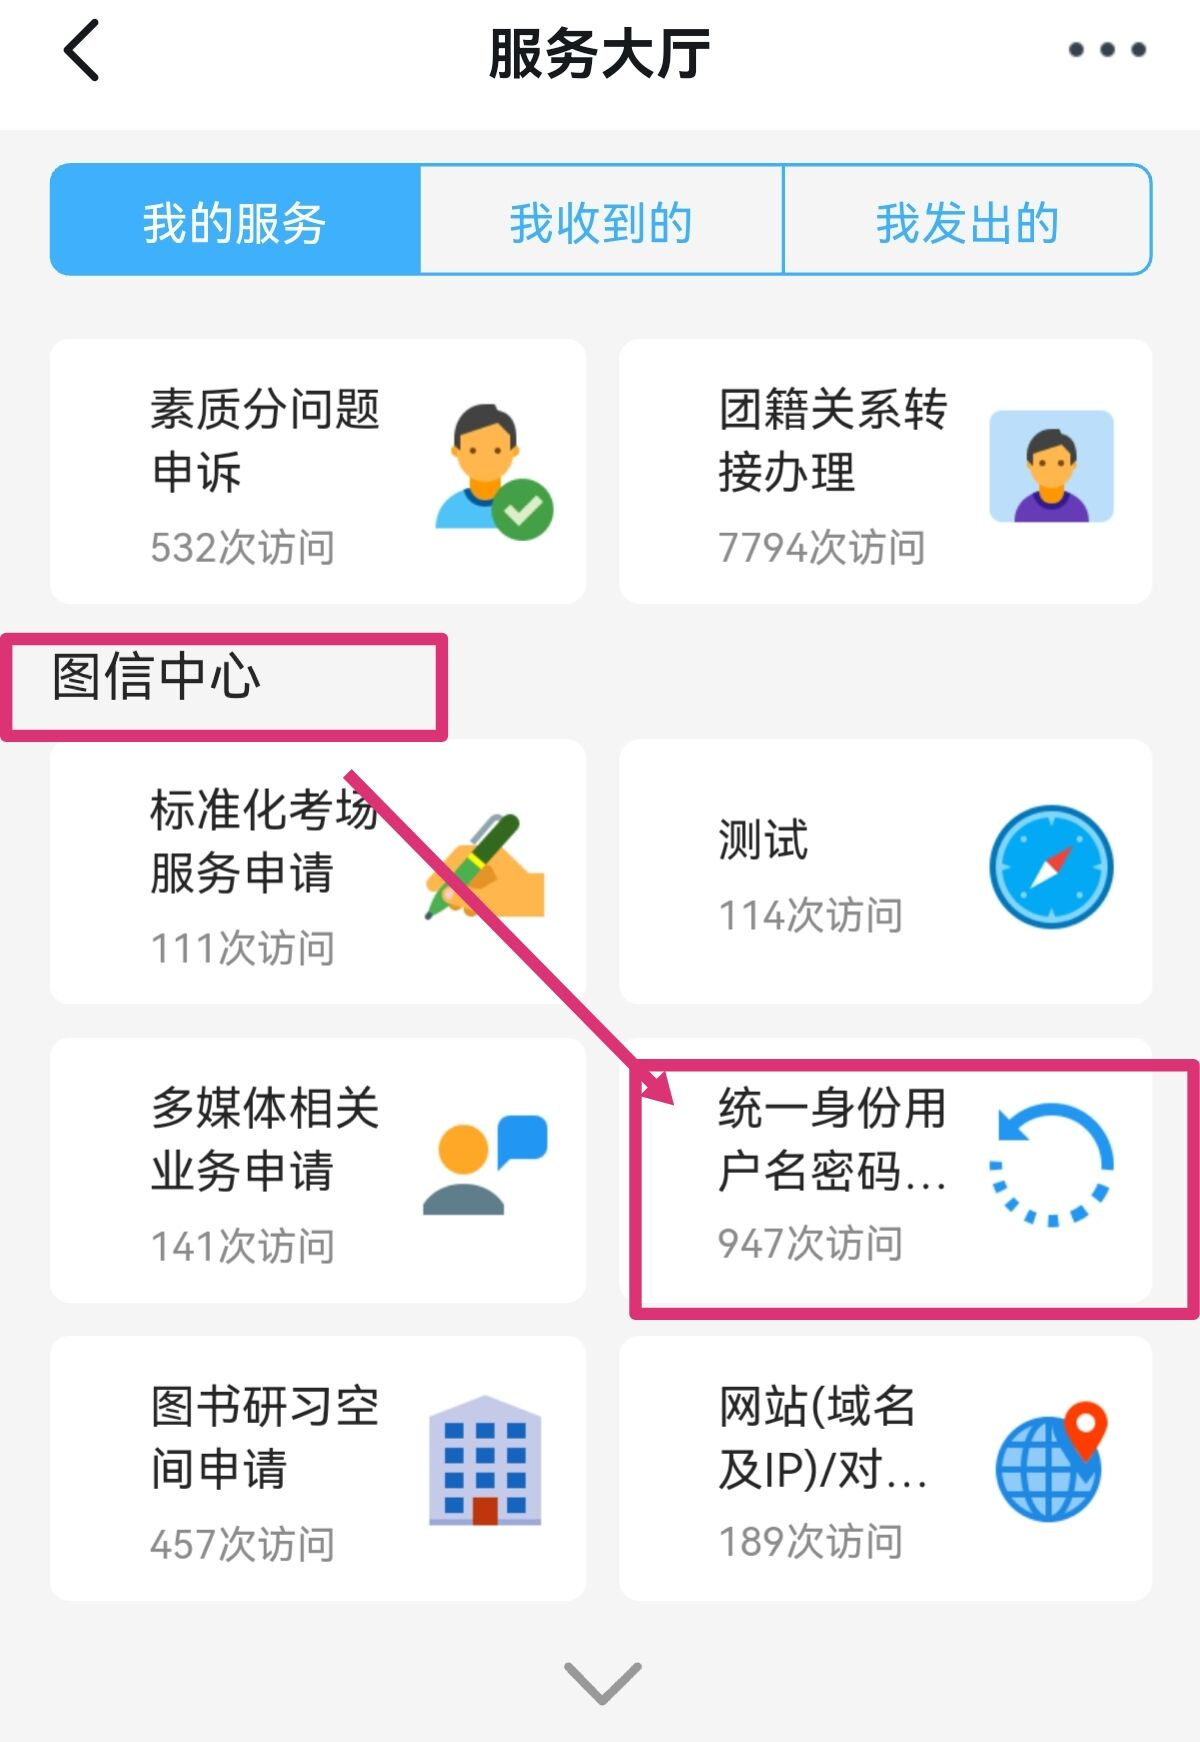 服务大厅
我的服务
我收到的
我发出的
素质分问题
申诉
532次访问
团籍关系转
接办理
7794次访问
图信中心
标准化考场
服务申请
111次访问
测试
114次访问
多媒体相关
业务申请
141次访问
统一身份用
户名密码...
947次访问
图书研习空
间申请
457次访问
网站(域名
及IP)/对...
189次访问